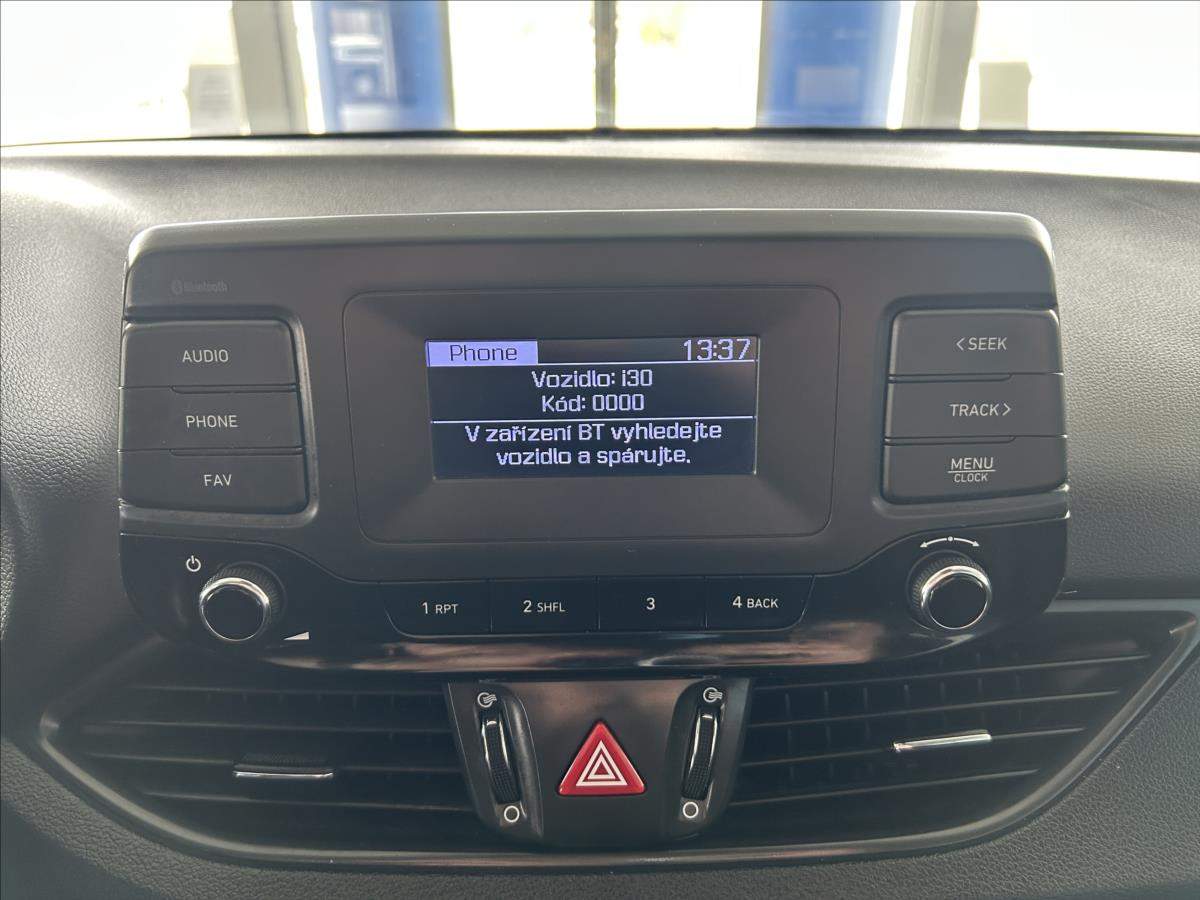 Bluetooth
AUDIO
PHONE
FAV
Phone 13:37
Vozidlo: i30
Kód: 0000
V zařízení BT vyhledejte
vozidlo a spárujte.
< SEEK
TRACK >
MENU
CLOCK
1 RPT
2 SHFL
3
4 BACK